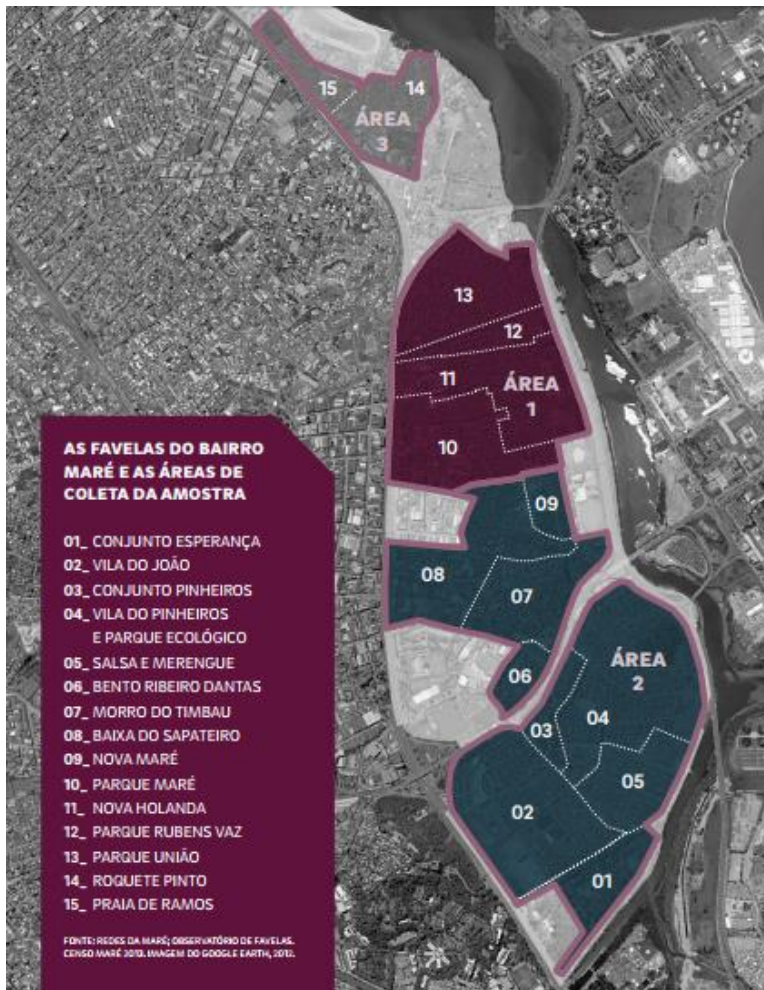 15
14
ÁREA
3
13
12
11
ÁREA
1
10
09
08
07
06
ÁREA
2
03
04
05
02
01
AS FAVELAS DO BAIRRO
MARÉ E AS ÁREAS DE
COLETA DA AMOSTRA
01_ CONJUNTO ESPERANÇA
02_ VILA DO JOÃO
03_ CONJUNTO PINHEIROS
04_ VILA DO PINHEIROS
E PARQUE ECOLÓGICO
05_ SALSA E MERENGUE
06_ BENTO RIBEIRO DANTAS
07_ MORRO DO TIMBAU
08_ BAIXA DO SAPATEIRO
09_ NOVA MARÉ
10_ PARQUE MARÉ
11_ NOVA HOLANDA
12_ PARQUE RUBENS VAZ
13_ PARQUE UNIÃO
14_ ROQUETE PINTO
15_ PRAIA DE RAMOS
FONTE: REDES DA MARÉ; OBSERVATÓRIO DE FAVELAS.
CENSO MARÉ 2013. IMAGEM DO GOOGLE EARTH, 2012.